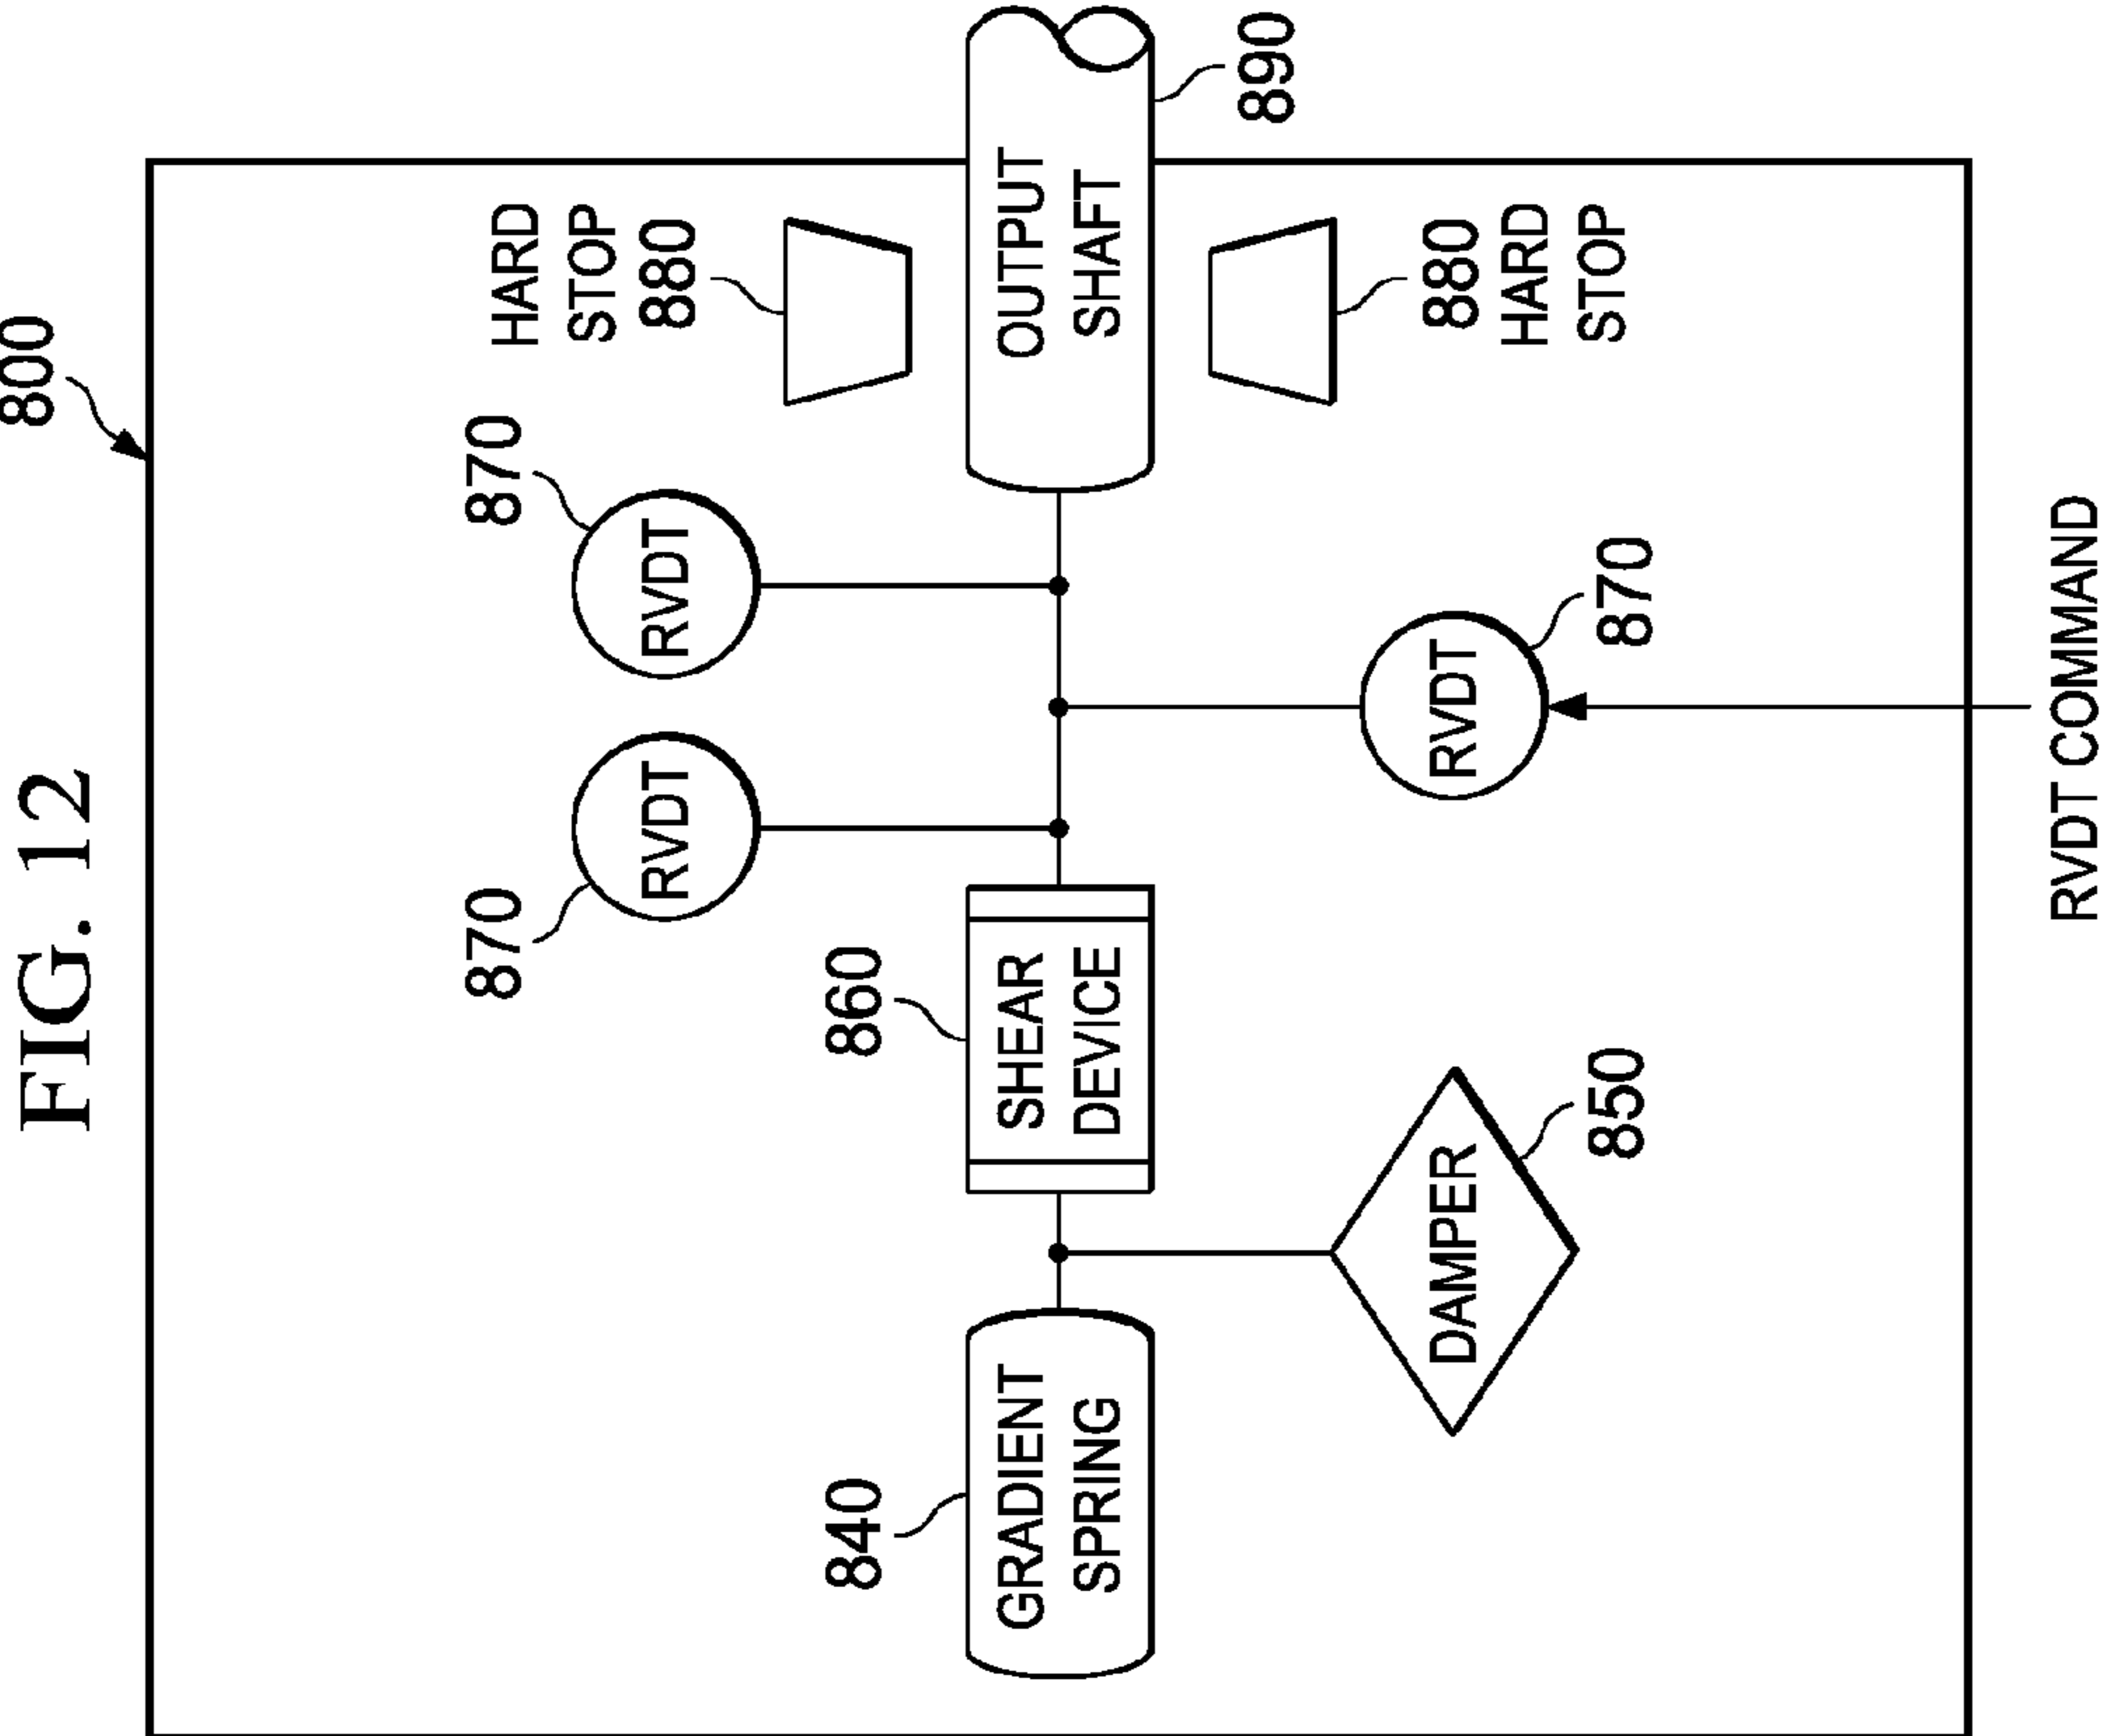 FIG. 12
800
870
870
HARD
STOP
880
RVDT
RVDT
840
860
GRADIENT
SPRING
SHEAR
DEVICE
OUTPUT
SHAFT
890
DAMPER
RVDT
880
HARD
STOP
850
870
RVDT COMMAND